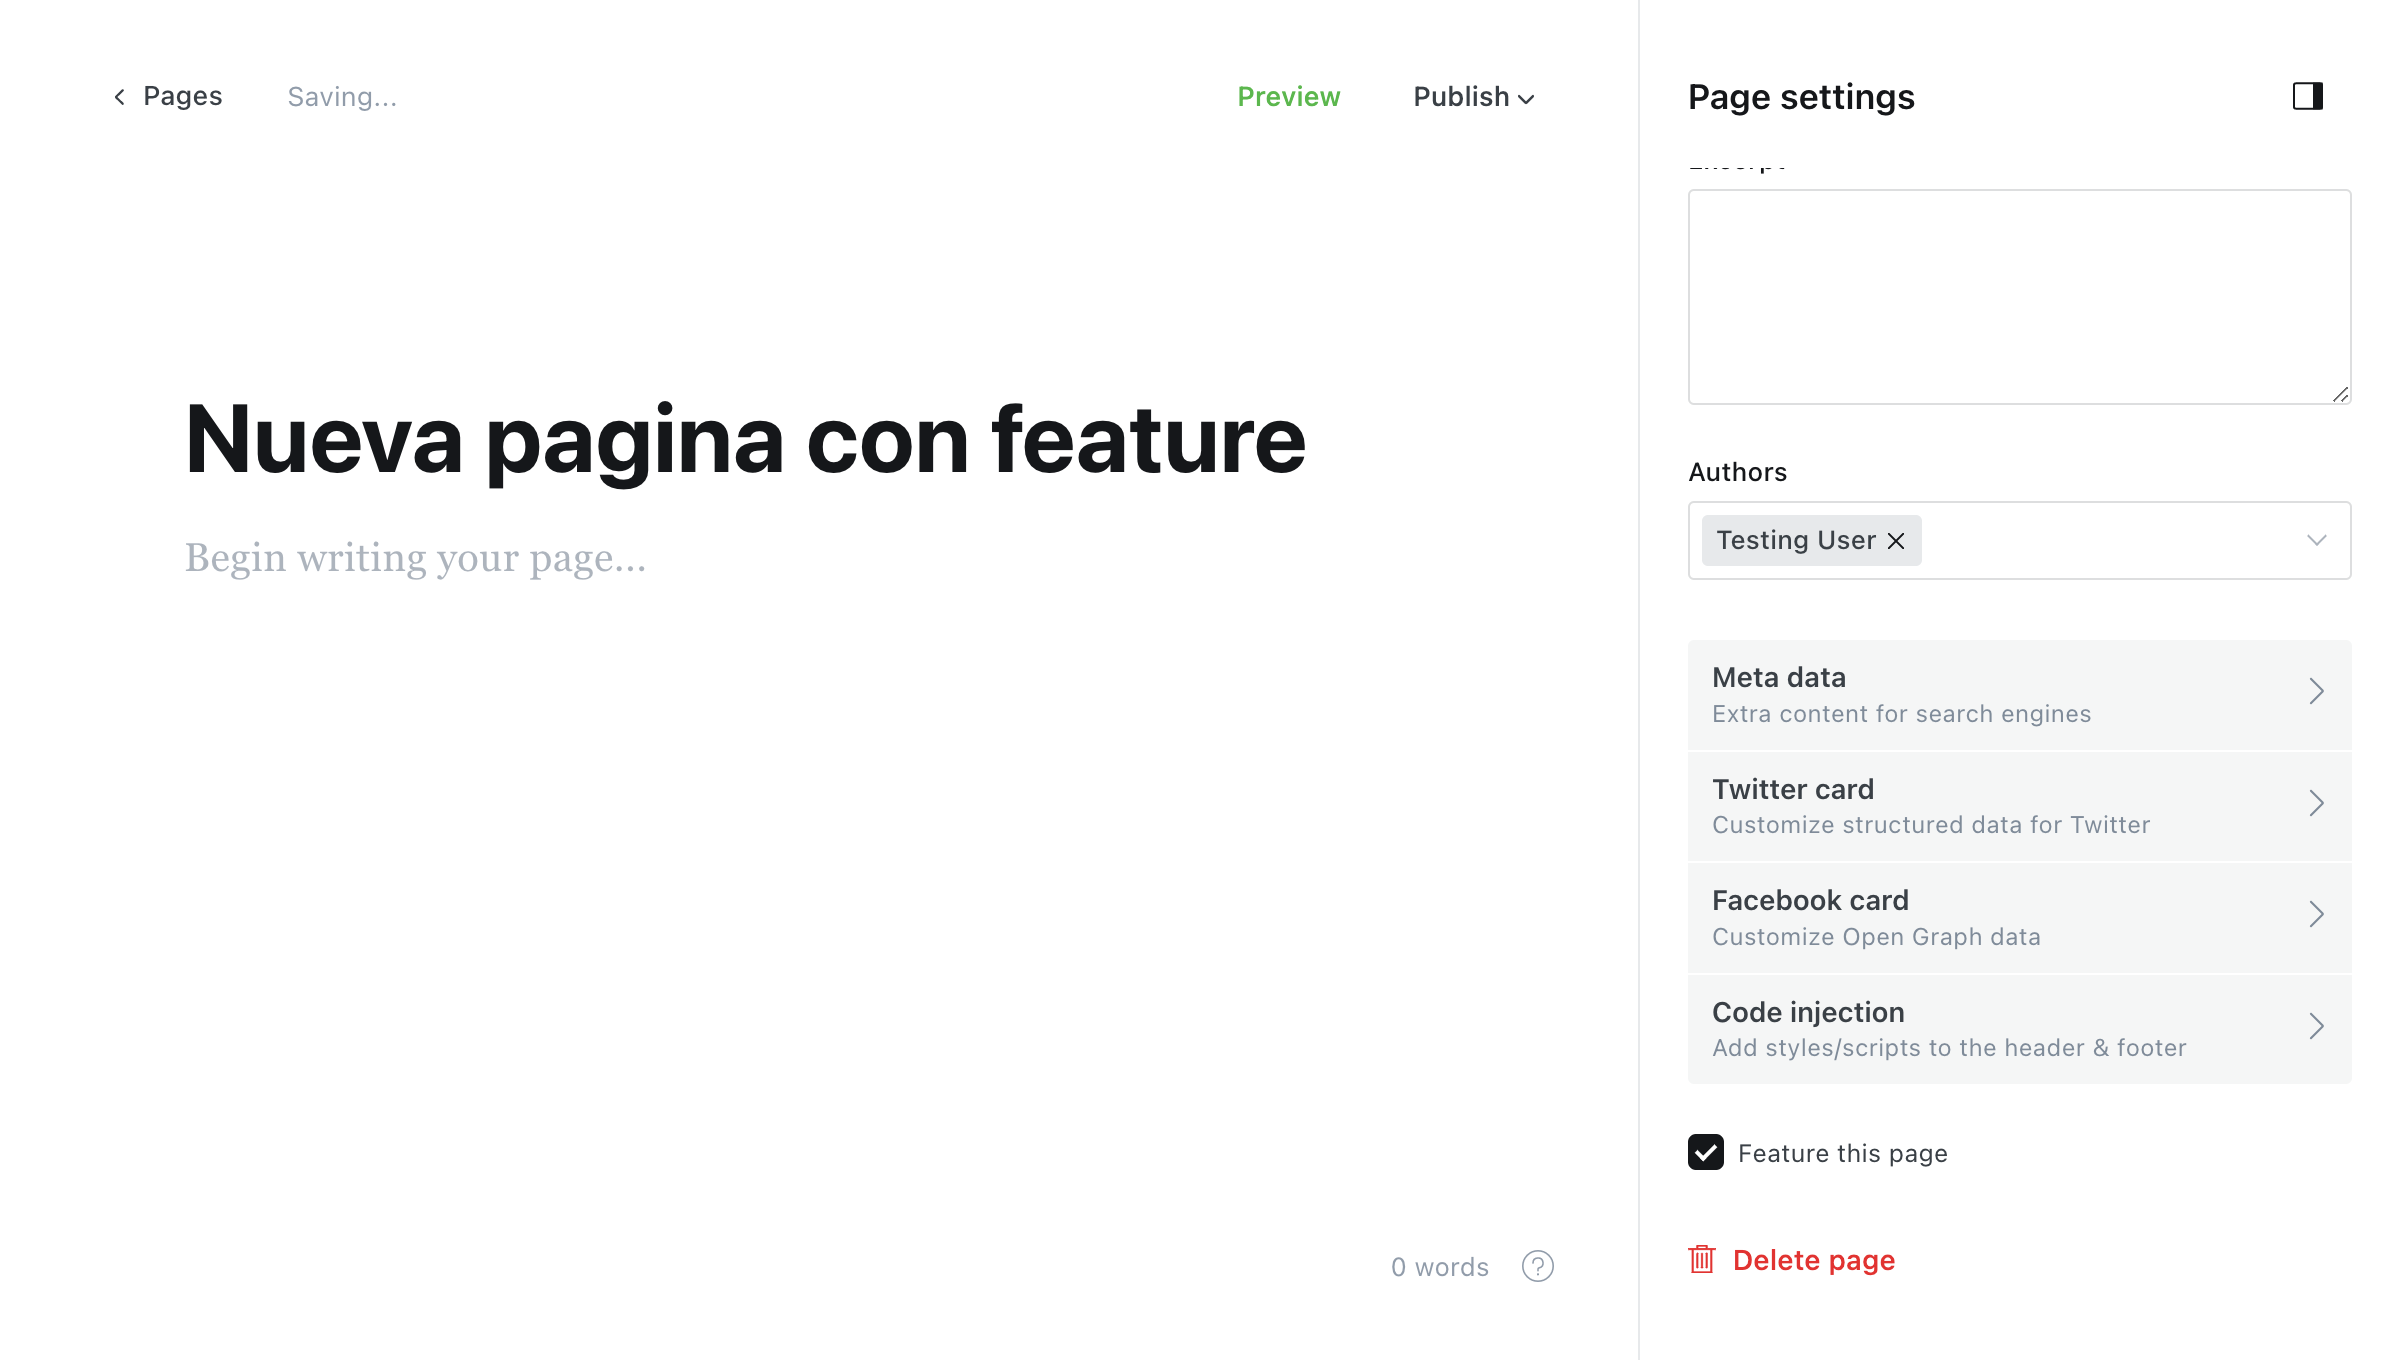 Pages
Saving...
Preview
Publish
Page settings
Excerpt
Nueva pagina con feature
Begin writing your page...
Authors
Testing User
Meta data
Extra content for search engines
Twitter card
Customize structured data for Twitter
Facebook card
Customize Open Graph data
Code injection
Add styles/scripts to the header & footer
Feature this page
Delete page
0 words
?